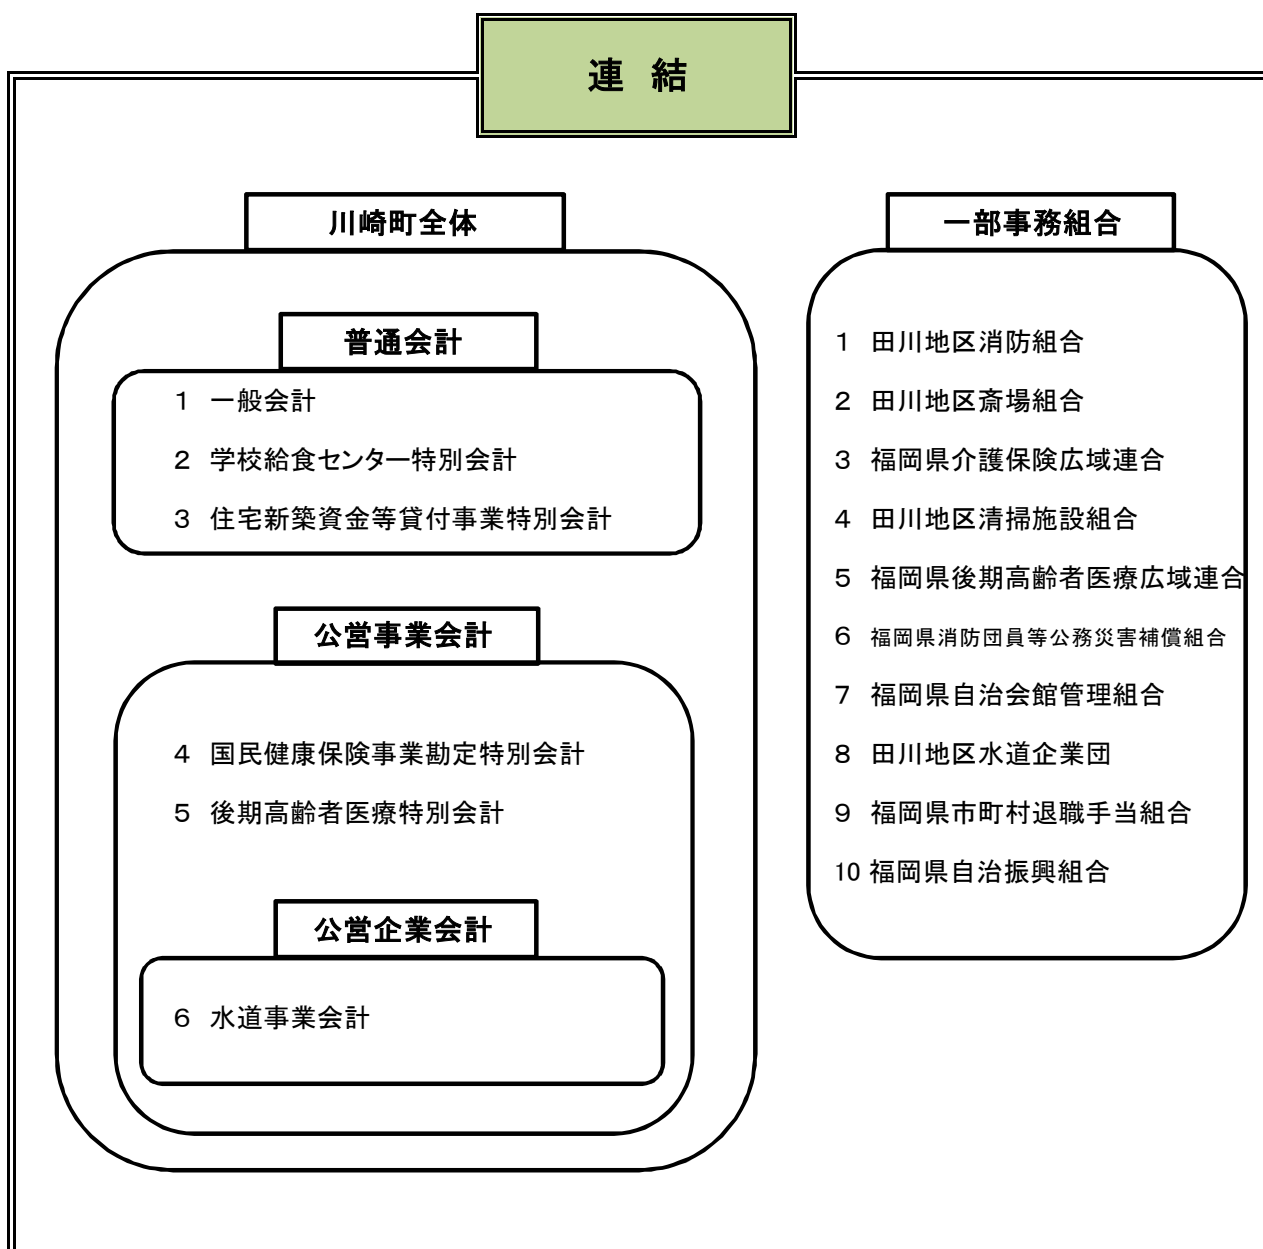 連 結
川崎町全体
普通会計
1 一般会計
2 学校給食センター特別会計
3 住宅新築資金等貸付事業特別会計
公営事業会計
4 国民健康保険事業勘定特別会計
5 後期高齢者医療特別会計
公営企業会計
6 水道事業会計
一部事務組合
1 田川地区消防組合
2 田川地区斎場組合
3 福岡県介護保険広域連合
4 田川地区清掃施設組合
5 福岡県後期高齢者医療広域連合
6 福岡県消防団員等公務災害補償組合
7 福岡県自治会館管理組合
8 田川地区水道企業団
9 福岡県市町村退職手当組合
10 福岡県自治振興組合